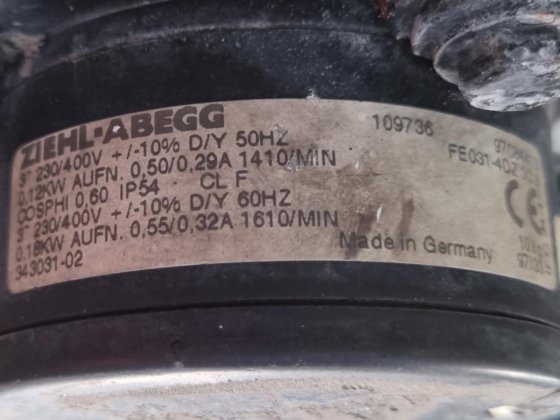 ZIEHL-ABEGG
109736
3~ 230/400V +/-10% D/Y 50HZ
0,12KW AUFN. 0,50/0,29A 1410/MIN
COSPHI 0,60 IP54 CL F
3~ 230/400V +/-10% D/Y 60HZ
0,18KW AUFN. 0,55/0,32A 1610/MIN
343031-02
CE
Made in Germany